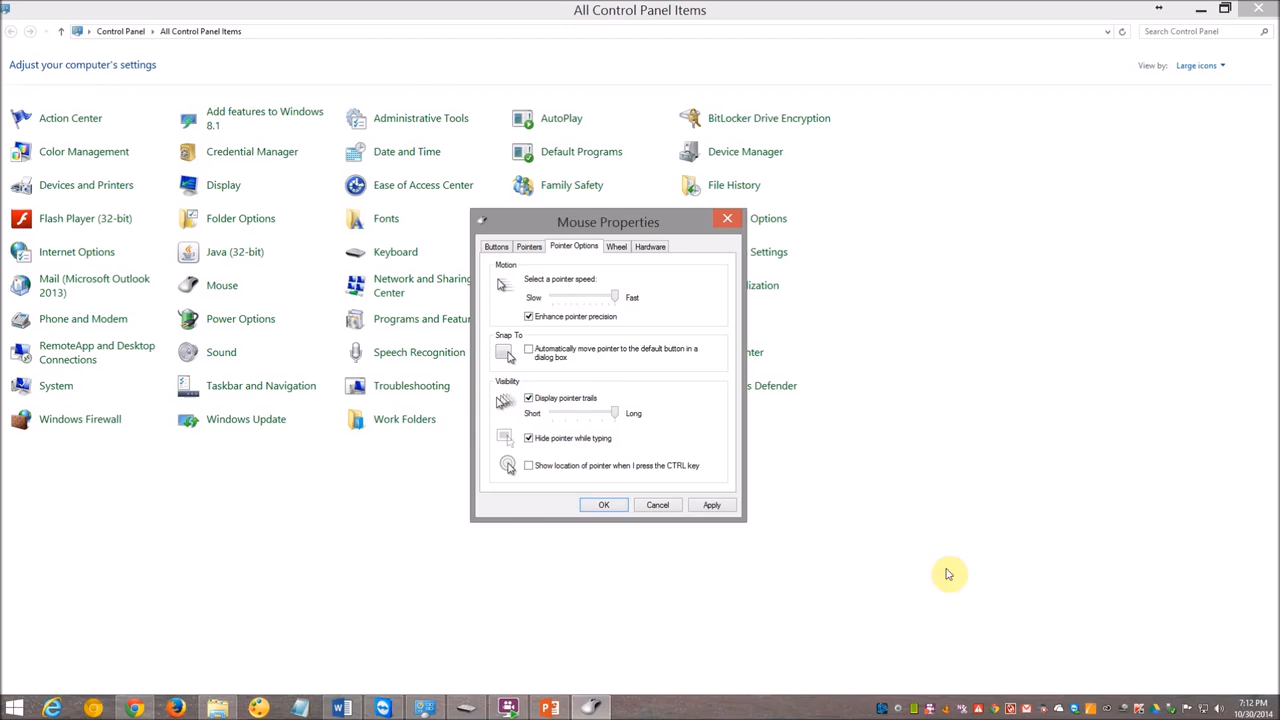 All Control Panel Items
Control Panel
All Control Panel Items
Search Control Panel
Adjust your computer's settings
View by:
Large icons
Action Center
Add features to Windows
8.1
Administrative Tools
AutoPlay
BitLocker Drive Encryption
Color Management
Credential Manager
Date and Time
Default Programs
Device Manager
Devices and Printers
Display
Ease of Access Center
Family Safety
File History
Flash Player (32-bit)
Folder Options
Fonts
Options
Internet Options
Java (32-bit)
Keyboard
Settings
Mail (Microsoft Outlook
2013)
Mouse
Network and Sharing
Center
Phone and Modem
Power Options
Programs and
RemoteApp and Desktop
Connections
Sound
Speech Recognition
System
Taskbar and Navigation
Troubleshooting
Windows Firewall
Windows Update
Work Folders
Mouse Properties
Buttons
Pointers
Pointer Options
Wheel
Hardware
Motion
Select a pointer speed:
Slow
Fast
Enhance pointer precision
Snap To
Automatically move pointer to the default button in a
dialog box
Visibility
Display pointer trails
Short
Long
Hide pointer while typing
Show location of pointer when I press the CTRL key
OK
Cancel
Apply
7:12 PM
10/30/2014